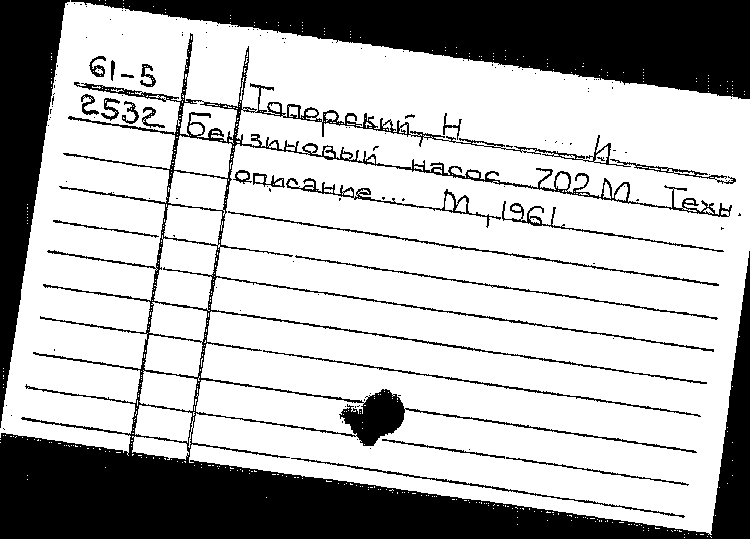 61-5
Топорский, Н И
2532
Бензиновый насос 702 М. Техн.
описание... М., 1961.